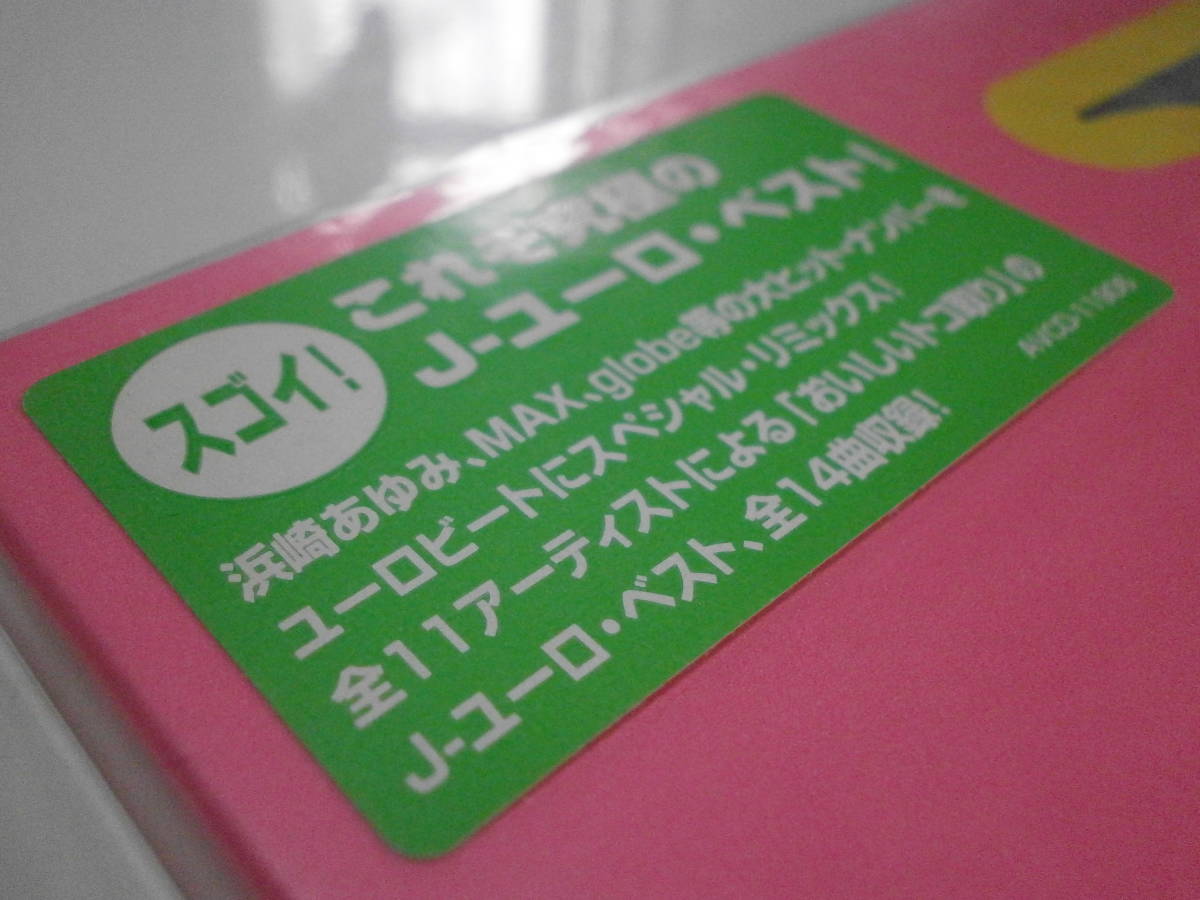 スゴイ!
これぞ究極の
J-ユーロ・ベスト!
浜崎あゆみ、MAX、globe等の大ヒット・ナンバーを
ユーロビートにスペシャル・リミックス!
全11アーティストによる「おいしいトコ取り」の
J-ユーロ・ベスト、全14曲収録!